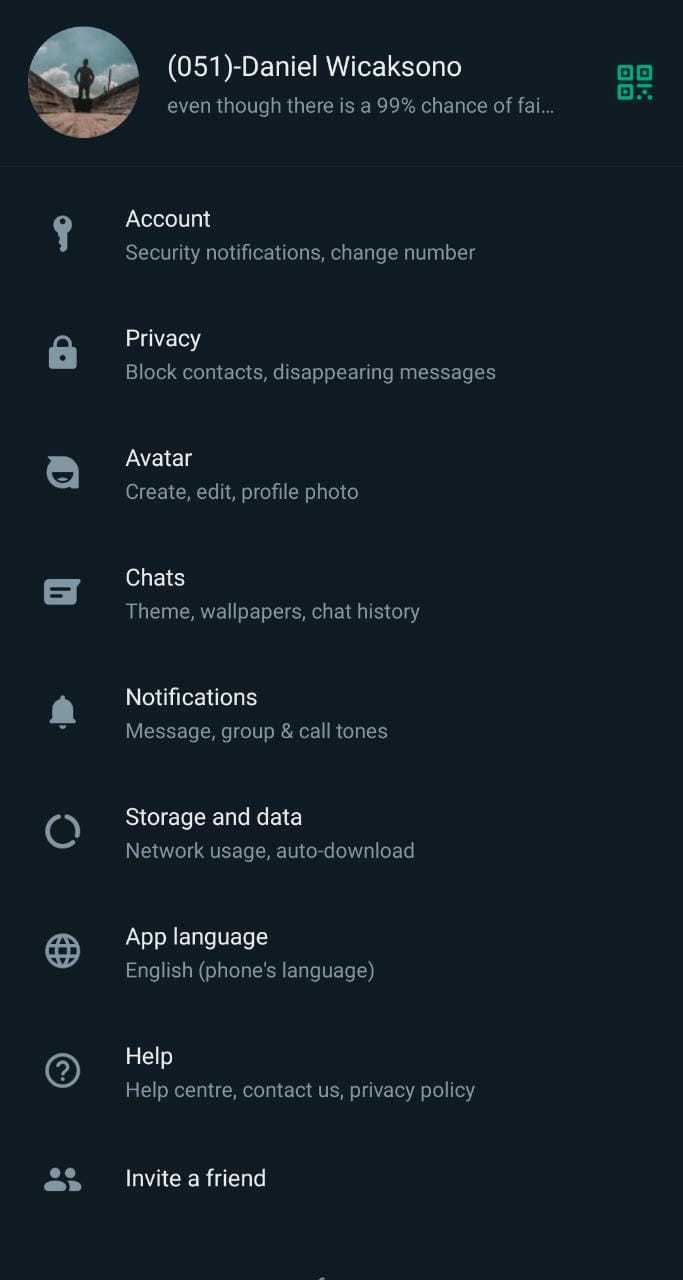 (051)-Daniel Wicaksono
even though there is a 99% chance of fai...
Account
Security notifications, change number
Privacy
Block contacts, disappearing messages
Avatar
Create, edit, profile photo
Chats
Theme, wallpapers, chat history
Notifications
Message, group & call tones
Storage and data
Network usage, auto-download
App language
English (phone's language)
Help
Help centre, contact us, privacy policy
Invite a friend